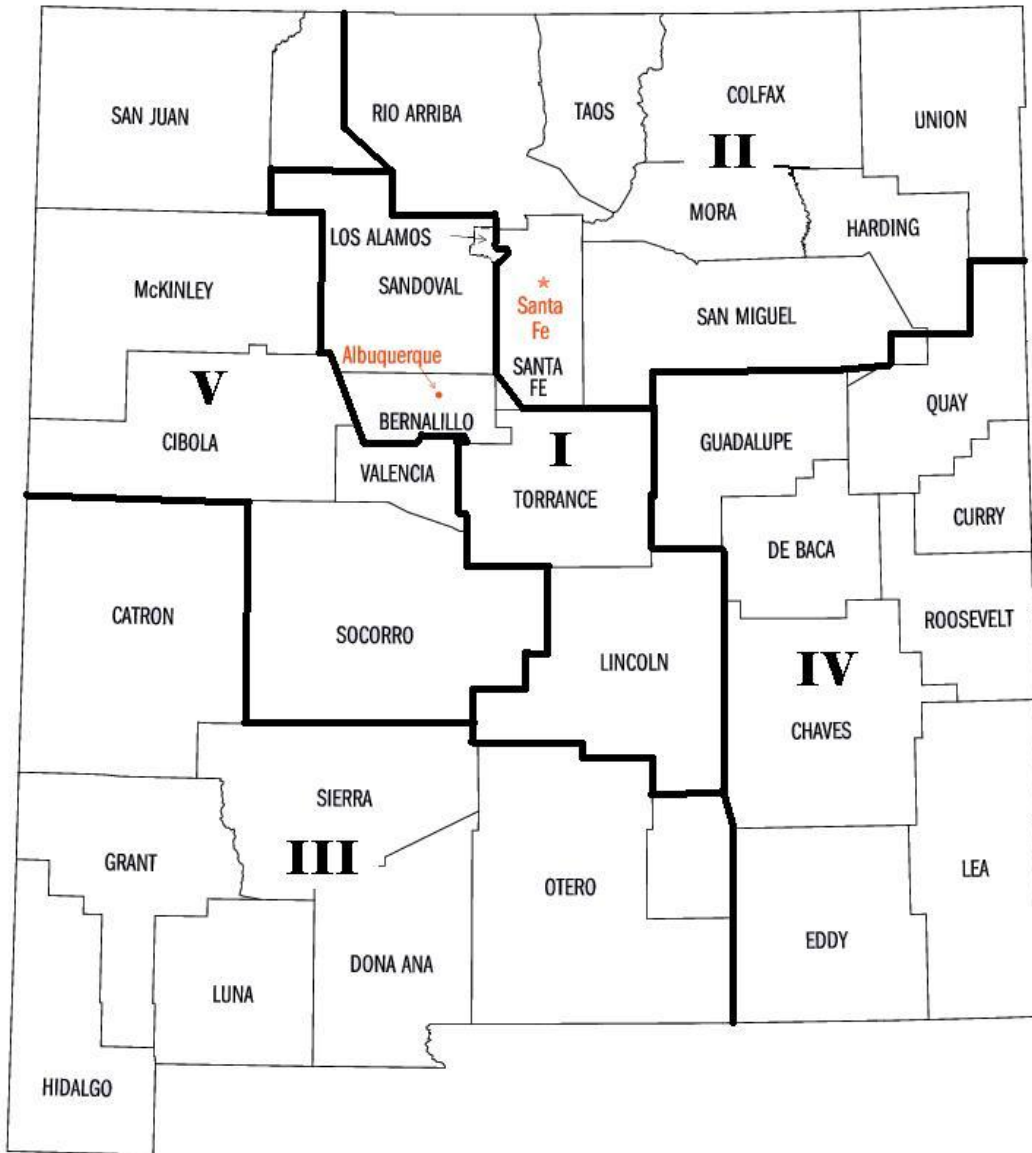 SAN JUAN
RIO ARRIBA
TAOS
COLFAX
UNION
II
MORA
HARDING
LOS ALAMOS
McKINLEY
SANDOVAL
*
Santa
Fe
SAN MIGUEL
Albuquerque
SANTA
FE
V
QUAY
BERNALILLO
CIBOLA
GUADALUPE
I
VALENCIA
TORRANCE
CURRY
DE BACA
CATRON
ROOSEVELT
SOCORRO
LINCOLN
IV
CHAVES
SIERRA
III
GRANT
LEA
OTERO
EDDY
DONA ANA
LUNA
HIDALGO